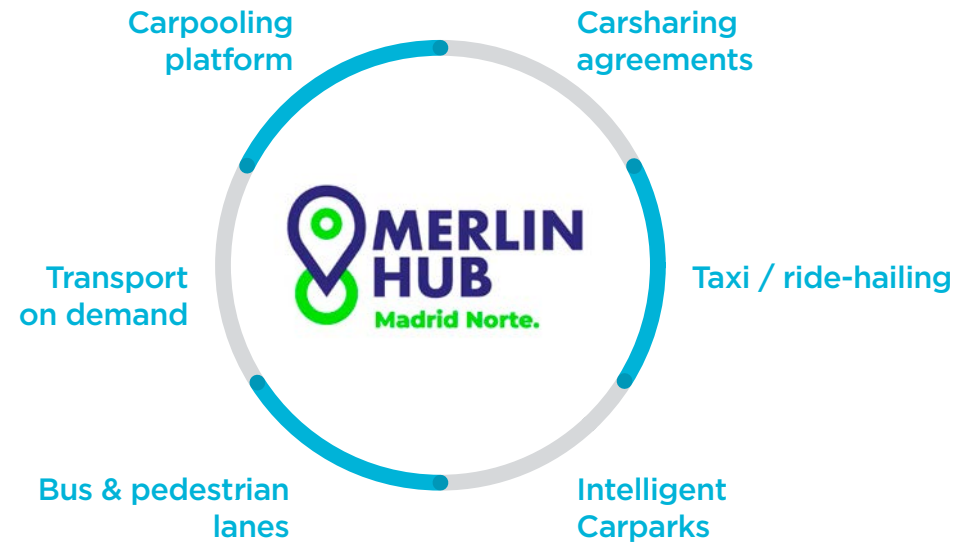 Carpooling
platform
Carsharing
agreements
MERLIN
HUB
Madrid Norte.
Transport
on demand
Taxi / ride-hailing
Bus & pedestrian
lanes
Intelligent
Carparks